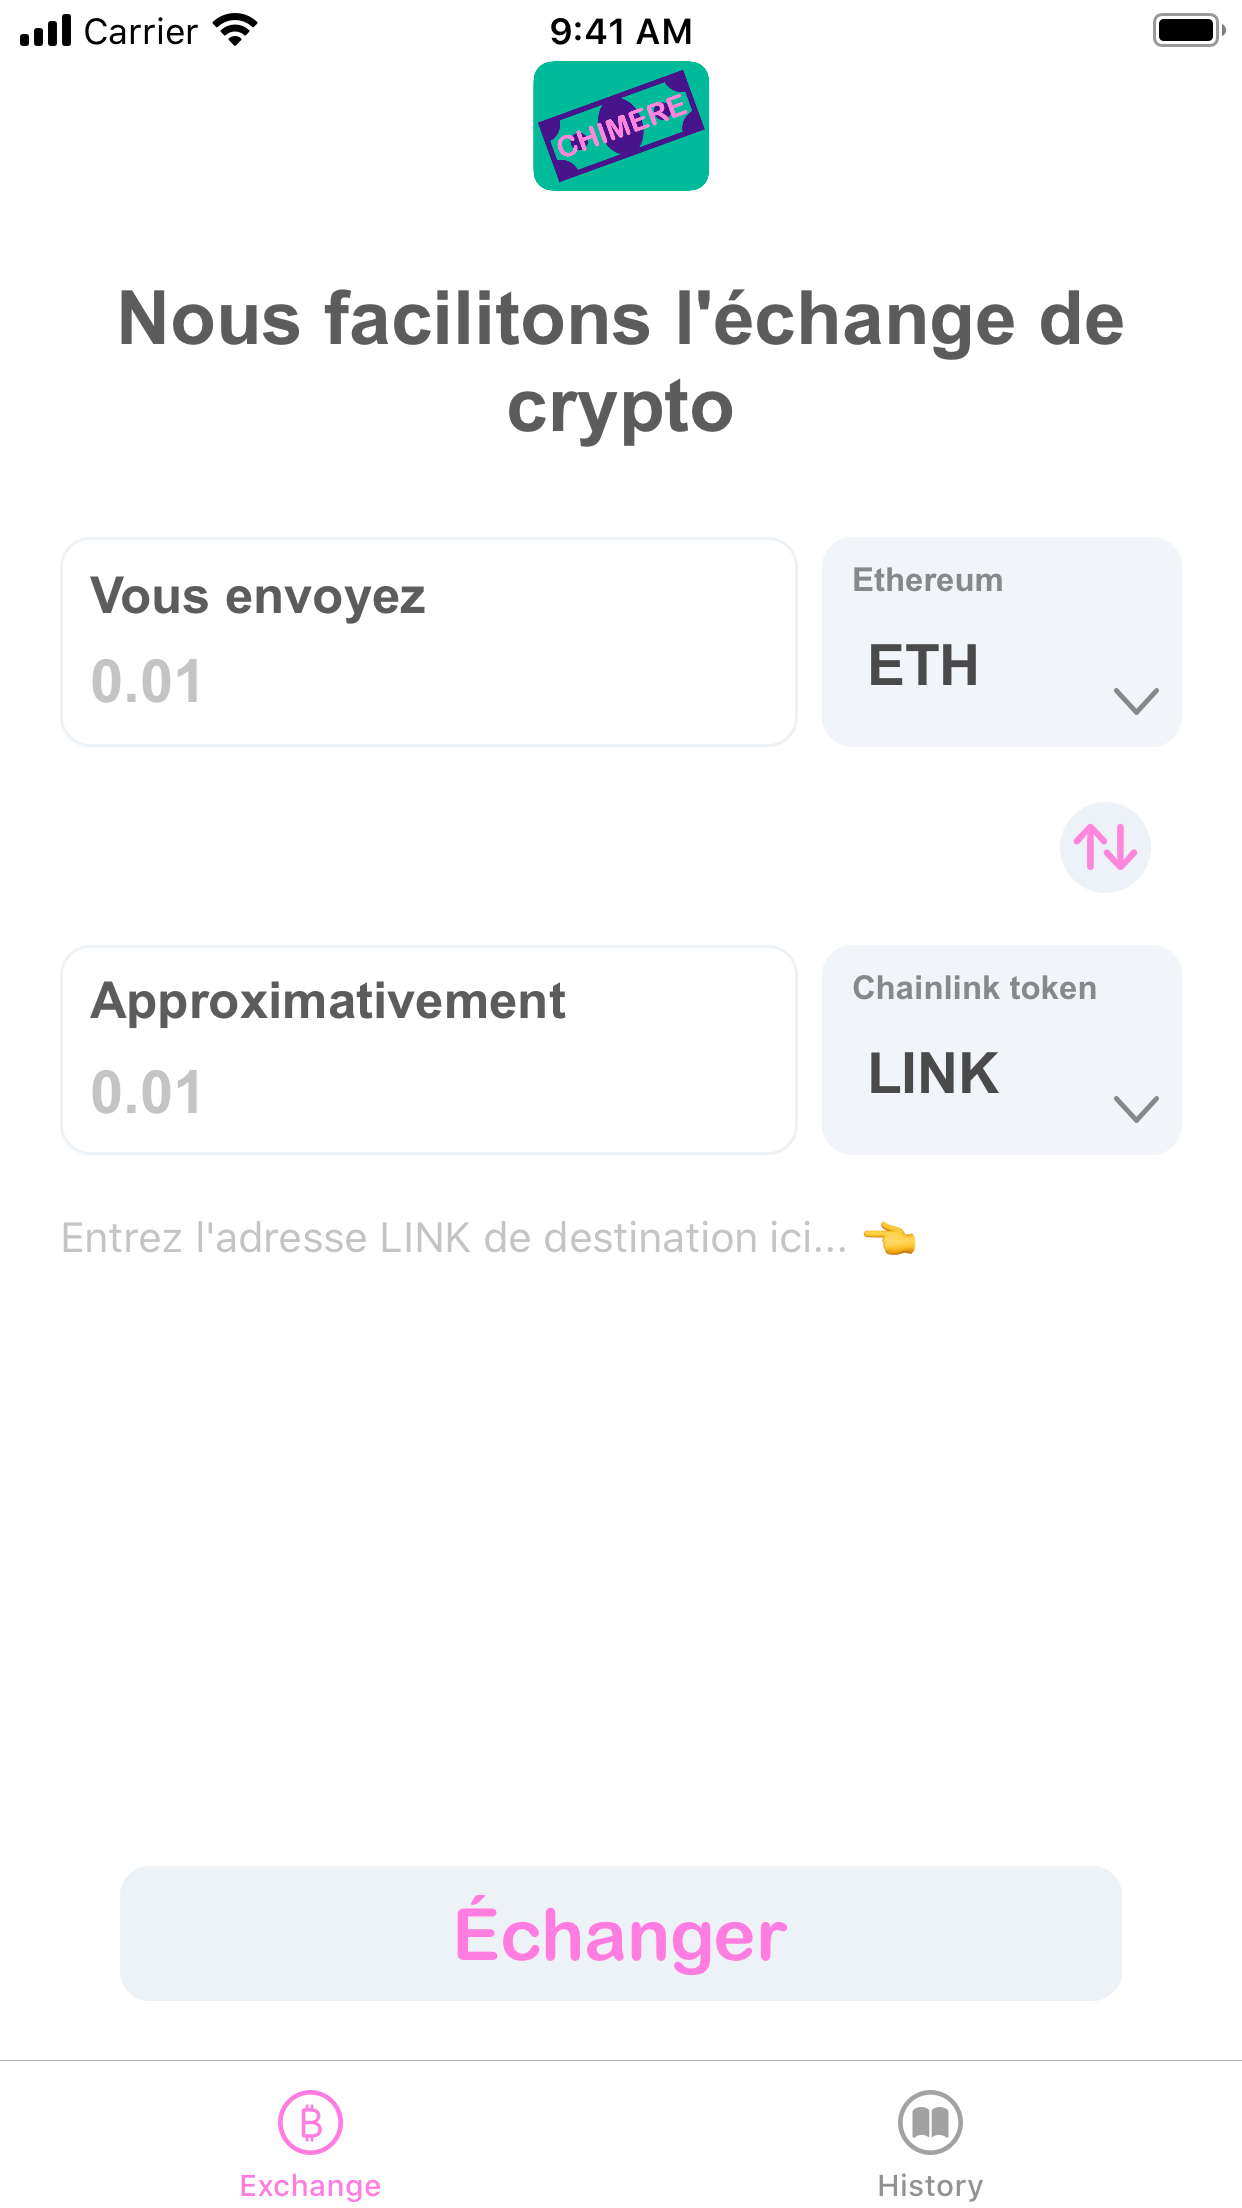 Carrier
9:41 AM
CHIMERE
Nous facilitons l'échange de
crypto
Vous envoyez
0.01
Ethereum
ETH
Approximativement
0.01
Chainlink token
LINK
Entrez l'adresse LINK de destination ici... 👈
Échanger
Exchange
History